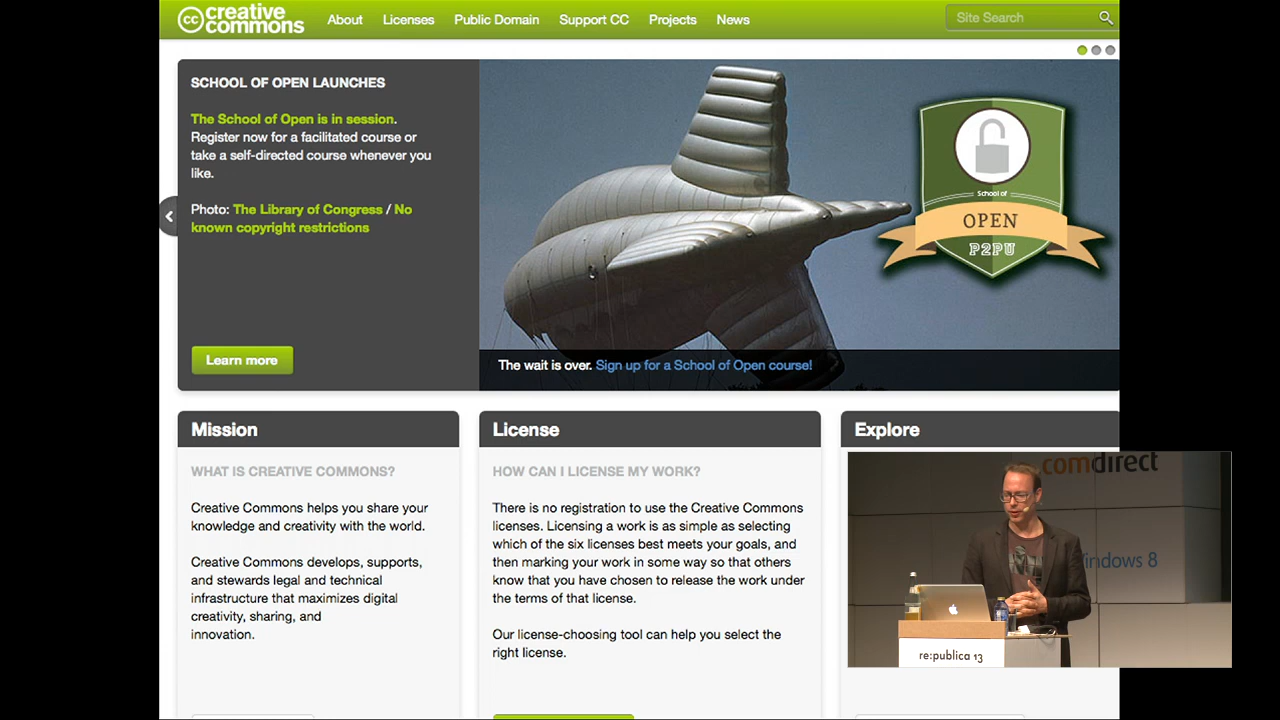 creative
commons
cc
About
Licenses
Public Domain
Support CC
Projects
News
Site Search
SCHOOL OF OPEN LAUNCHES
The School of Open is in session.
Register now for a facilitated course or
take a self-directed course whenever you
like.
Photo: The Library of Congress / No
known copyright restrictions
Learn more
School of
OPEN
P2PU
The wait is over. Sign up for a School of Open course!
Mission
WHAT IS CREATIVE COMMONS?
Creative Commons helps you share your
knowledge and creativity with the world.
Creative Commons develops, supports,
and stewards legal and technical
infrastructure that maximizes digital
creativity, sharing, and
innovation.
License
HOW CAN I LICENSE MY WORK?
There is no registration to use the Creative Commons
licenses. Licensing a work is as simple as selecting
which of the six licenses best meets your goals, and
then marking your work in some way so that others
know that you have chosen to release the work under
the terms of that license.
Our license-choosing tool can help you select the
right license.
Explore
comdirect
indows 8
re:publica 13